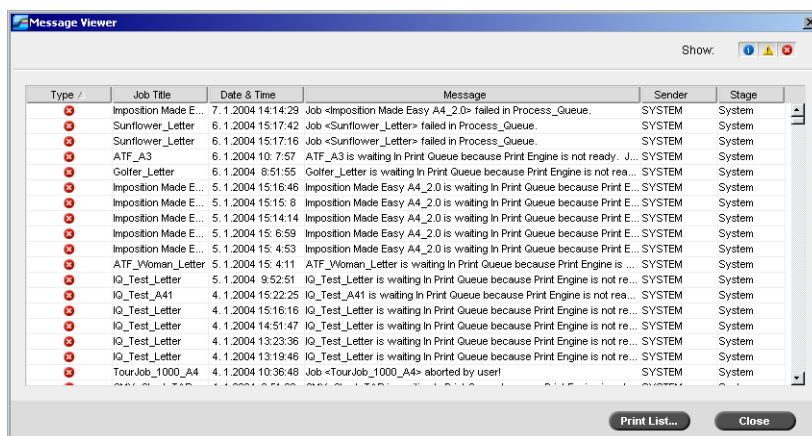 Message Viewer
Show:
Type Job Title Date & Time Message Sender Stage
Imposition Made E... 7. 1.2004 14:14:29 Job <Imposition Made Easy A4_2.0> failed in Process_Queue. SYSTEM System
Sunflower_Letter 6. 1.2004 15:17:42 Job <Sunflower_Letter> failed in Process_Queue. SYSTEM System
Sunflower_Letter 6. 1.2004 15:17:16 Job <Sunflower_Letter> failed in Process_Queue. SYSTEM System
ATF_A3 6. 1.2004 10: 7:57 ATF_A3 is waiting In Print Queue because Print Engine is not ready. J... SYSTEM System
Golfer_Letter 6. 1.2004 8:51:55 Golfer_Letter is waiting In Print Queue because Print Engine is not rea... SYSTEM System
Imposition Made E... 5. 1.2004 15:16:46 Imposition Made Easy A4_2.0 is waiting In Print Queue because Print E... SYSTEM System
Imposition Made E... 5. 1.2004 15:15: 8 Imposition Made Easy A4_2.0 is waiting In Print Queue because Print E... SYSTEM System
Imposition Made E... 5. 1.2004 15:14:14 Imposition Made Easy A4_2.0 is waiting In Print Queue because Print E... SYSTEM System
Imposition Made E... 5. 1.2004 15: 6:59 Imposition Made Easy A4_2.0 is waiting In Print Queue because Print E... SYSTEM System
Imposition Made E... 5. 1.2004 15: 4:53 Imposition Made Easy A4_2.0 is waiting In Print Queue because Print E... SYSTEM System
ATF_Woman_Letter 5. 1.2004 15: 4:11 ATF_Woman_Letter is waiting In Print Queue because Print Engine is ... SYSTEM System
IQ_Test_Letter 5. 1.2004 9:52:51 IQ_Test_Letter is waiting In Print Queue because Print Engine is not re... SYSTEM System
IQ_Test_A41 4. 1.2004 15:22:25 IQ_Test_A41 is waiting In Print Queue because Print Engine is not rea... SYSTEM System
IQ_Test_Letter 4. 1.2004 15:16:16 IQ_Test_Letter is waiting In Print Queue because Print Engine is not re... SYSTEM System
IQ_Test_Letter 4. 1.2004 14:51:47 IQ_Test_Letter is waiting In Print Queue because Print Engine is not re... SYSTEM System
IQ_Test_Letter 4. 1.2004 13:23:36 IQ_Test_Letter is waiting In Print Queue because Print Engine is not re... SYSTEM System
IQ_Test_Letter 4. 1.2004 13:19:46 IQ_Test_Letter is waiting In Print Queue because Print Engine is not re... SYSTEM System
TourJob_1000_A4 4. 1.2004 10:36:48 Job <TourJob_1000_A4> aborted by user! SYSTEM System
Print List... Close